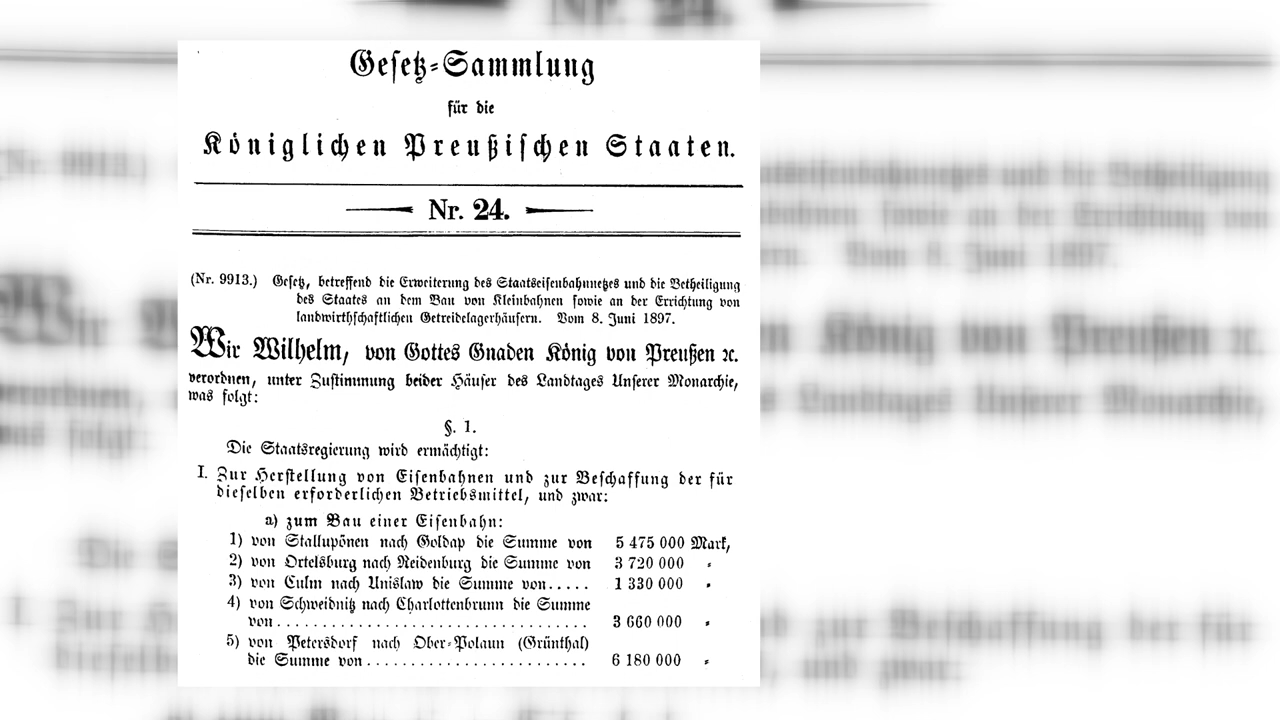 Gesetz-Sammlung
für die
Königlichen Preußischen Staaten.
Nr. 24.
(Nr. 9913.) Gesetz, betreffend die Erweiterung des Staatseisenbahnnetzes und die Betheiligung
des Staates an dem Bau von Kleinbahnen sowie an der Errichtung von
landwirthschaftlichen Getreidelagerhäusern. Vom 8. Juni 1897.
Wir Wilhelm, von Gottes Gnaden König von Preußen ꝛc.
verordnen, unter Zustimmung beider Häuser des Landtages Unserer Monarchie,
was folgt:
§. 1.
Die Staatsregierung wird ermächtigt:
I. Zur Herstellung von Eisenbahnen und zur Beschaffung der für
dieselben erforderlichen Betriebsmittel, und zwar:
a) zum Bau einer Eisenbahn:
1) von Stallupönen nach Goldap die Summe von 5 475 000 Mark,
2) von Ortelsburg nach Neidenburg die Summe von 3 720 000 =
3) von Culm nach Unislaw die Summe von..... 1 330 000 =
4) von Schweidnitz nach Charlottenbrunn die Summe
von............................... 3 660 000 =
5) von Petersdorf nach Ober-Polaun (Grünthal)
die Summe von...................... 6 180 000 =